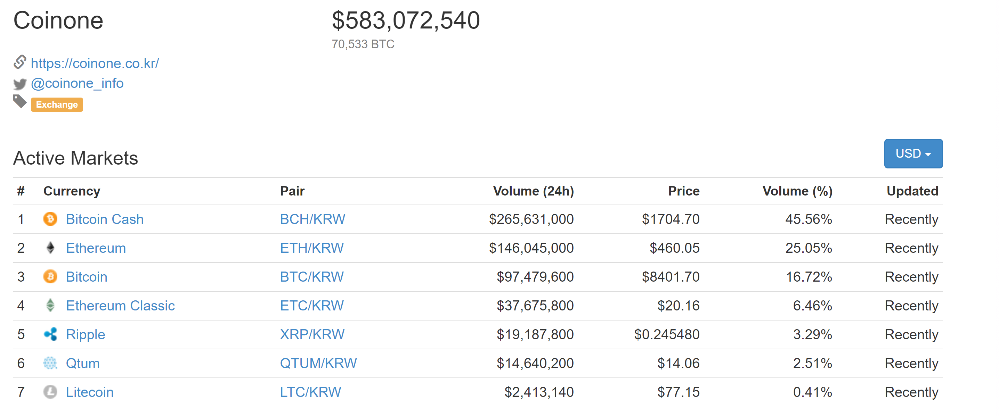 Coinone
$583,072,540
70,533 BTC
https://coinone.co.kr/
@coinone_info
Exchange
Active Markets
USD
# Currency Pair Volume (24h) Price Volume (%) Updated
1 Bitcoin Cash BCH/KRW $265,631,000 $1704.70 45.56% Recently
2 Ethereum ETH/KRW $146,045,000 $460.05 25.05% Recently
3 Bitcoin BTC/KRW $97,479,600 $8401.70 16.72% Recently
4 Ethereum Classic ETC/KRW $37,675,800 $20.16 6.46% Recently
5 Ripple XRP/KRW $19,187,800 $0.245480 3.29% Recently
6 Qtum QTUM/KRW $14,640,200 $14.06 2.51% Recently
7 Litecoin LTC/KRW $2,413,140 $77.15 0.41% Recently